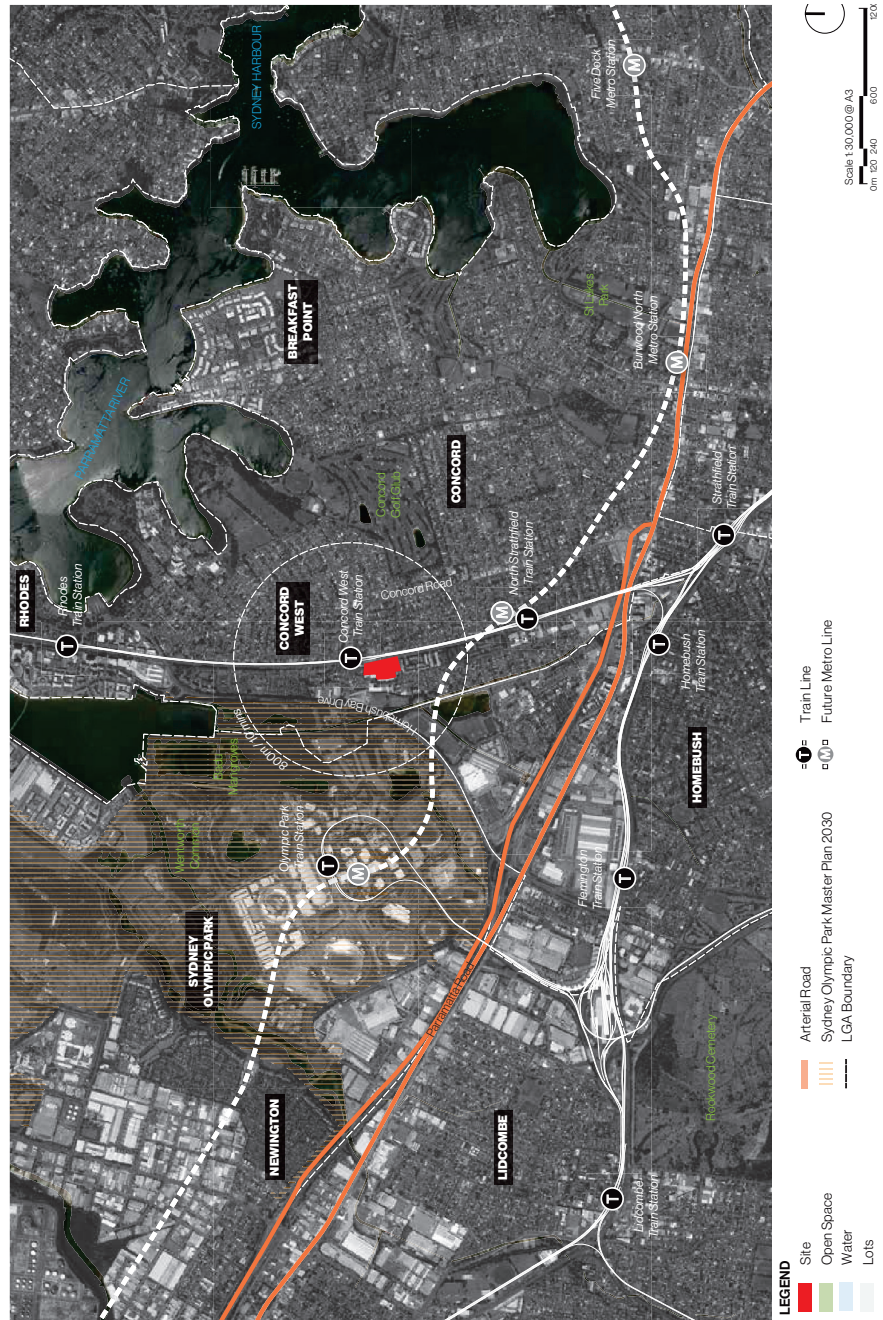 SYDNEY HARBOUR
PARRAMATTA RIVER
Five Dock
Metro Station
BREAKFAST
POINT
St Lukes
Park
Burwood North
Metro Station
RHODES
Rhodes
Train Station
Concord
Golf Club
CONCORD
CONCORD
WEST
Concord West
Train Station
Concord Road
North Strathfield
Train Station
Strathfield
Train Station
Homebush Bay Drive
800m / 10mins
Homebush
Train Station
HOMEBUSH
Badu
Mangroves
Wentworth
Common
Olympic Park
Train Station
SYDNEY
OLYMPIC PARK
Flemington
Train Station
Parramatta Road
NEWINGTON
LIDCOMBE
Rookwood Cemetery
Lidcombe
Train Station
T
T
T
T
T
T
T
T
M
M
M
M
LEGEND
Site
Open Space
Water
Lots
Arterial Road
Sydney Olympic Park Master Plan 2030
LGA Boundary
T Train Line
M Future Metro Line
Scale 1:30,000 @ A3
0m 120 240 600 1200